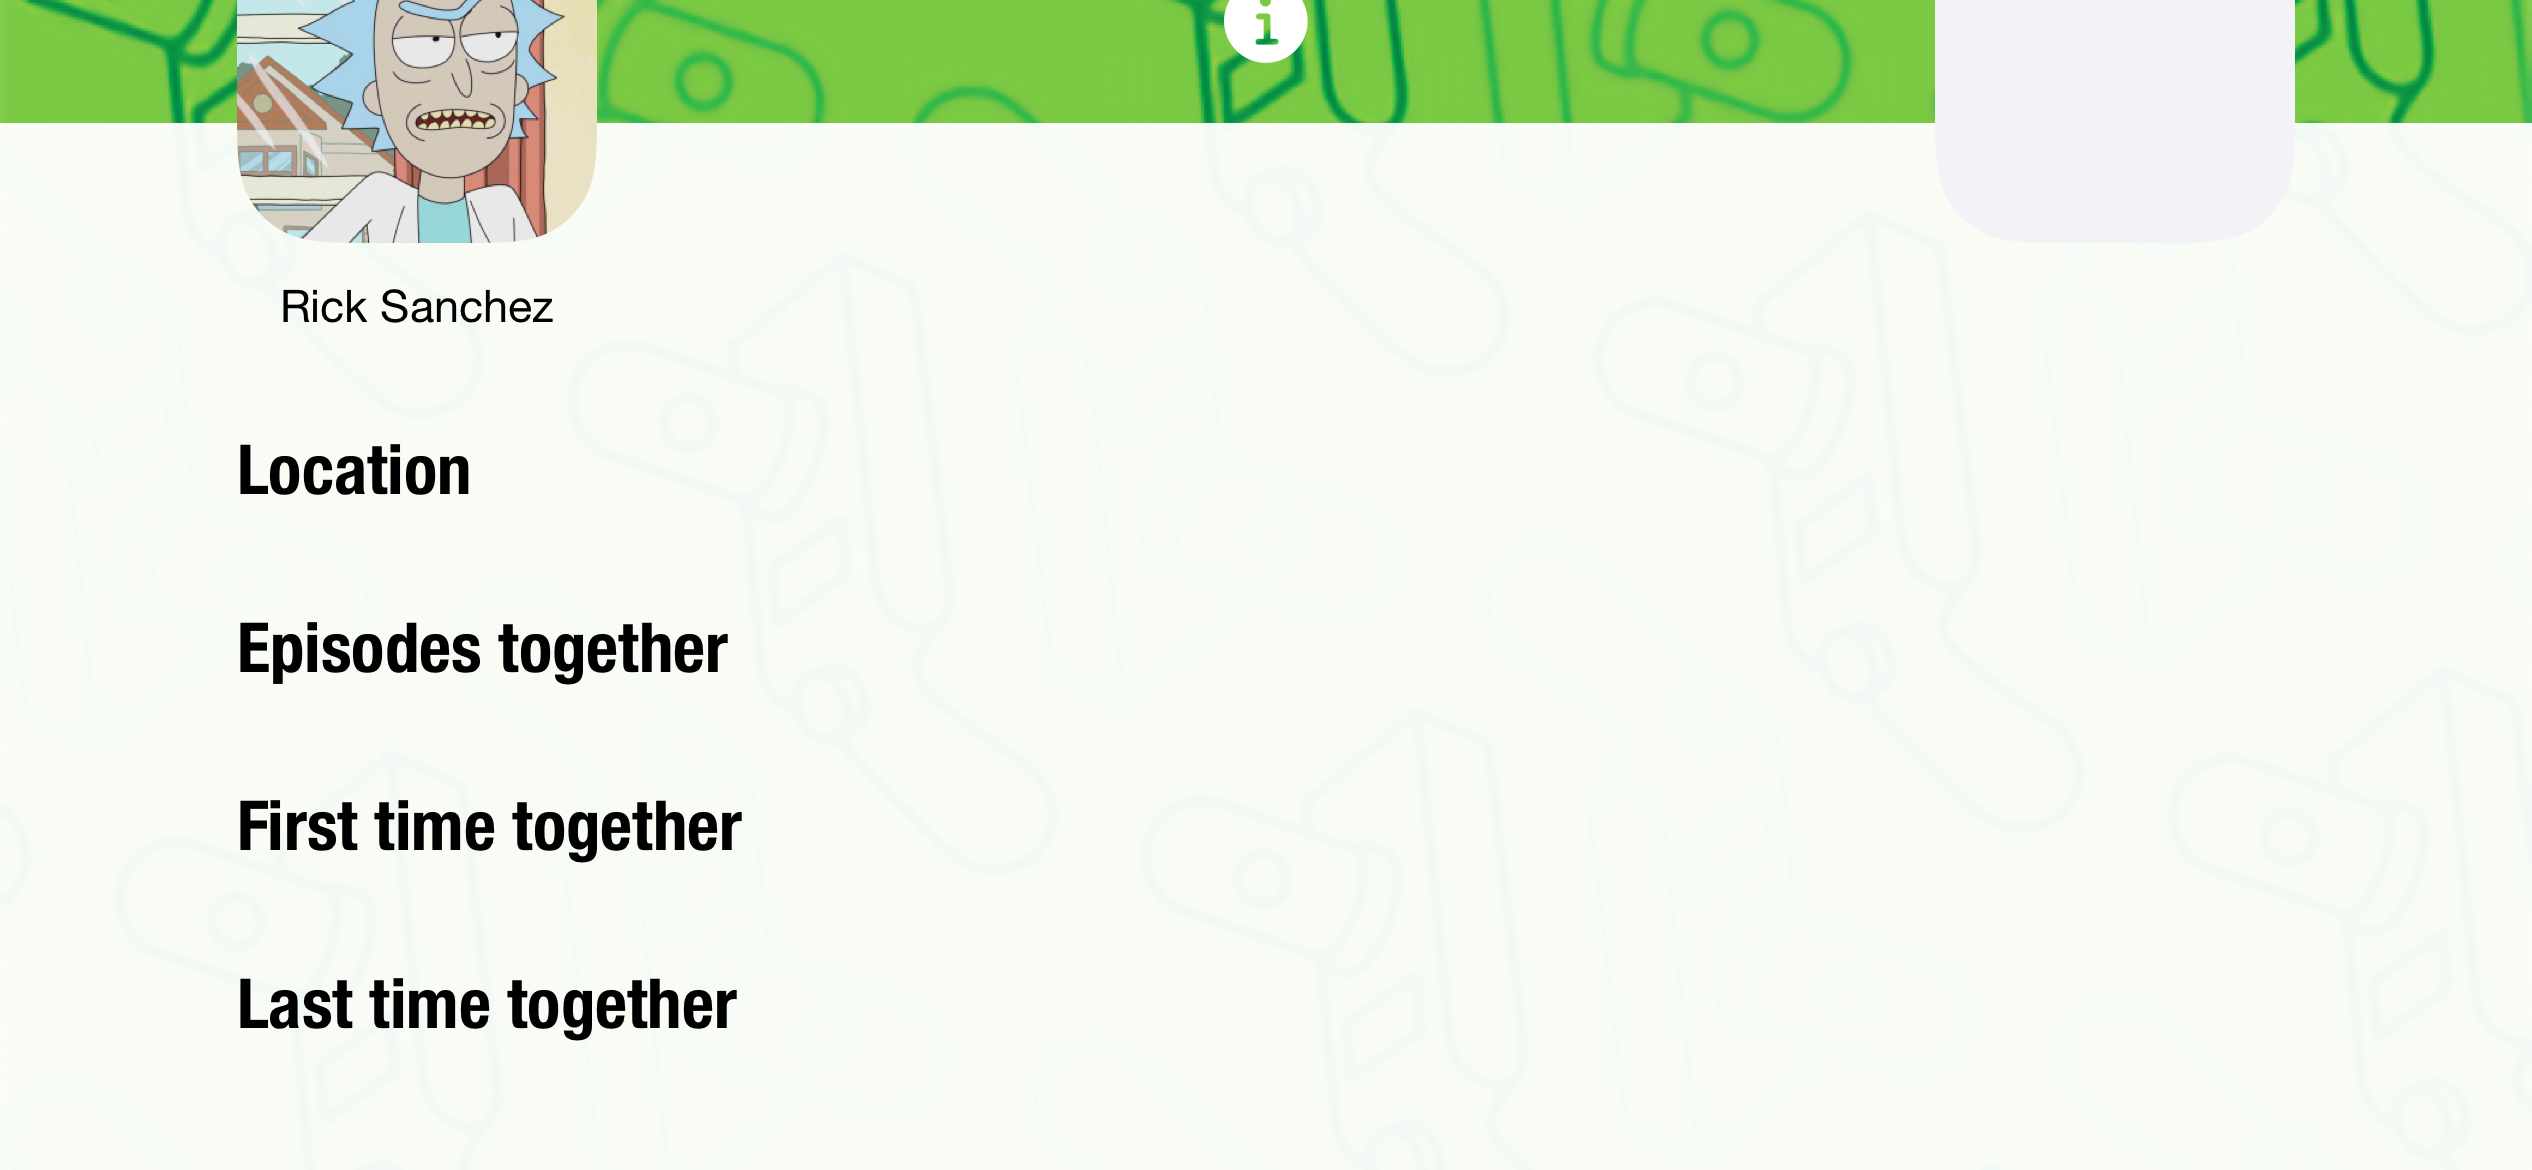 i
Rick Sanchez
Location
Episodes together
First time together
Last time together